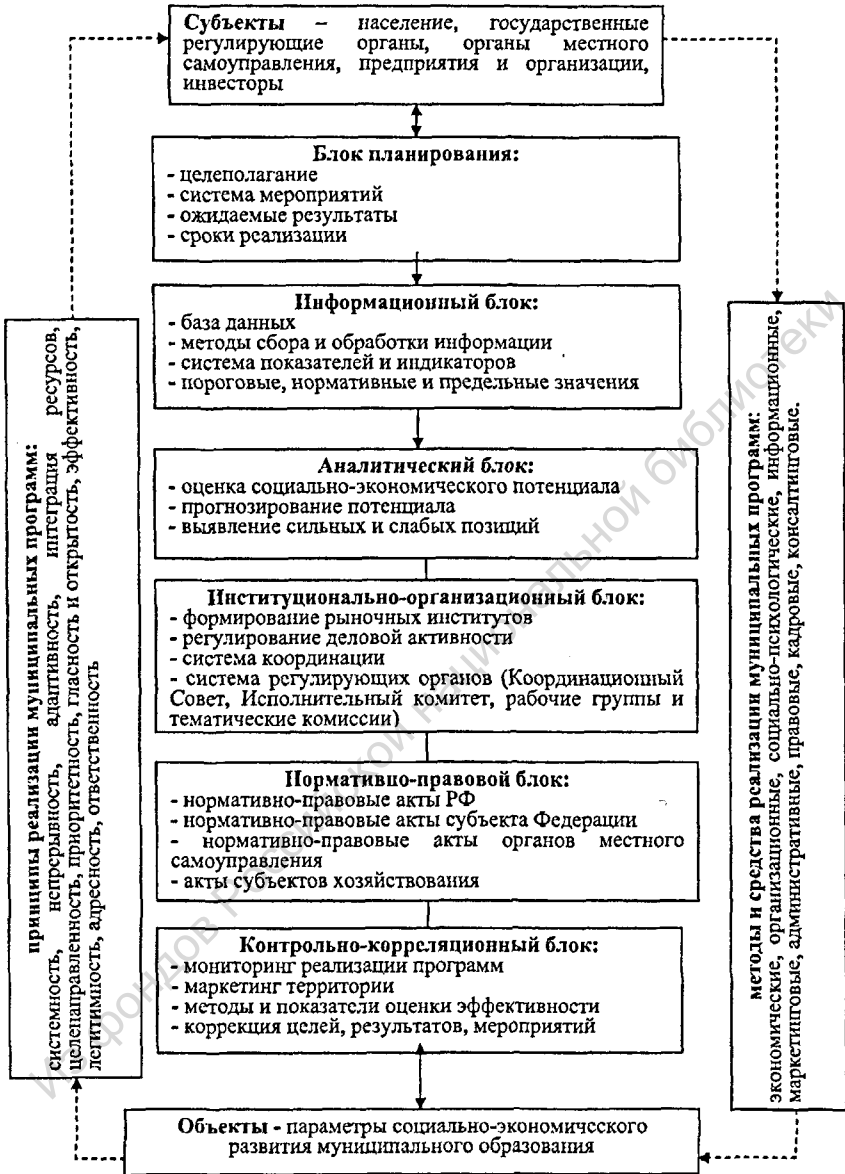 Субъекты – население, государственные
регулирующие органы, органы местного
самоуправления, предприятия и организации,
инвесторы
Блок планирования:
- целеполагание
- система мероприятий
- ожидаемые результаты
- сроки реализации
Информационный блок:
- база данных
- методы сбора и обработки информации
- система показателей и индикаторов
- пороговые, нормативные и предельные значения
Аналитический блок:
- оценка социально-экономического потенциала
- прогнозирование потенциала
- выявление сильных и слабых позиций
Институционально-организационный блок:
- формирование рыночных институтов
- регулирование деловой активности
- система координации
- система регулирующих органов (Координационный
Совет, Исполнительный комитет, рабочие группы и
тематические комиссии)
Нормативно-правовой блок:
- нормативно-правовые акты РФ
- нормативно-правовые акты субъекта Федерации
- нормативно-правовые акты органов местного
самоуправления
- акты субъектов хозяйствования
Контрольно-корреляционный блок:
- мониторинг реализации программ
- маркетинг территории
- методы и показатели оценки эффективности
- коррекция целей, результатов, мероприятий
Объекты - параметры социально-экономического
развития муниципального образования
принципы реализации муниципальных программ:
системность, непрерывность, адаптивность, интеграция ресурсов,
целенаправленность, приоритетность, гласность и открытость, эффективность,
легитимность, адресность, ответственность
методы и средства реализации муниципальных программ:
экономические, организационные, социально-психологические, информационные,
маркетинговые, административные, правовые, кадровые, консалтинговые.
Из фондов Российской национальной библиотеки